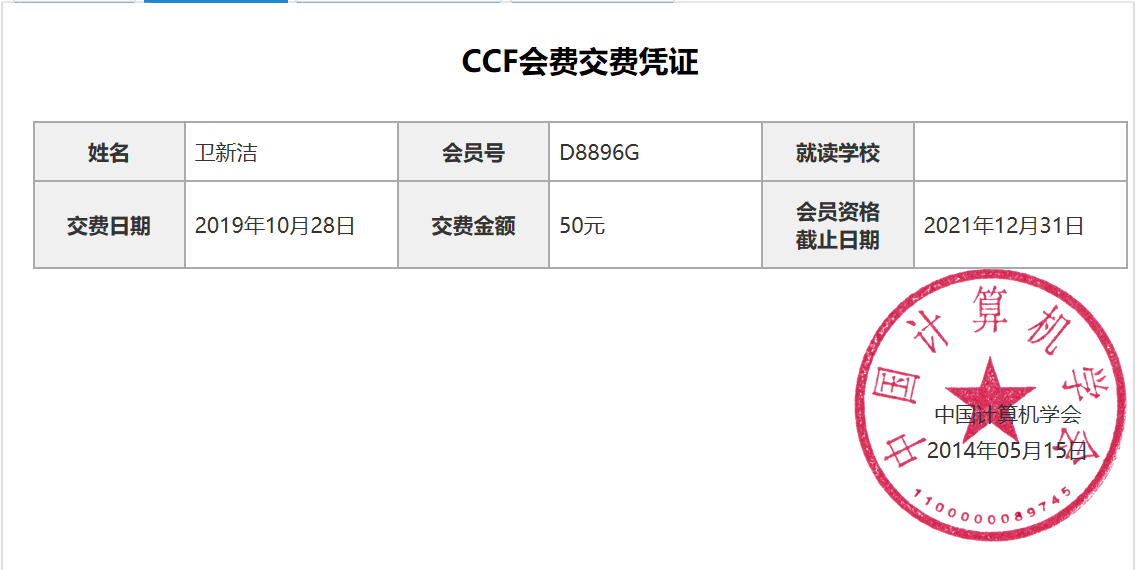 CCF会费交费凭证
姓名 卫新洁 会员号 D8896G 就读学校
交费日期 2019年10月28日 交费金额 50元 会员资格
截止日期 2021年12月31日
中国计算机学会
中国计算机学会
2014年05月15日
1100000089745